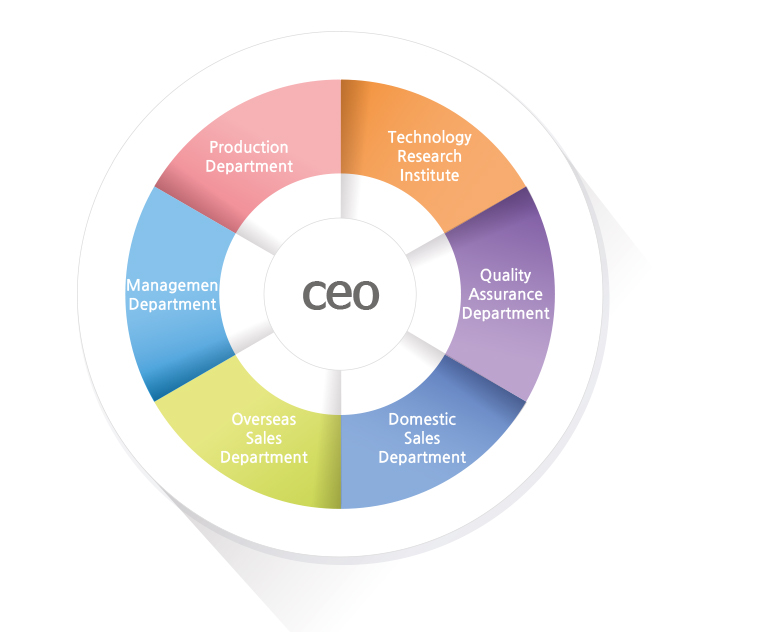 Production
Department
Technology
Research
Institute
Managemen
Department
ceo
Quality
Assurance
Department
Overseas
Sales
Department
Domestic
Sales
Department